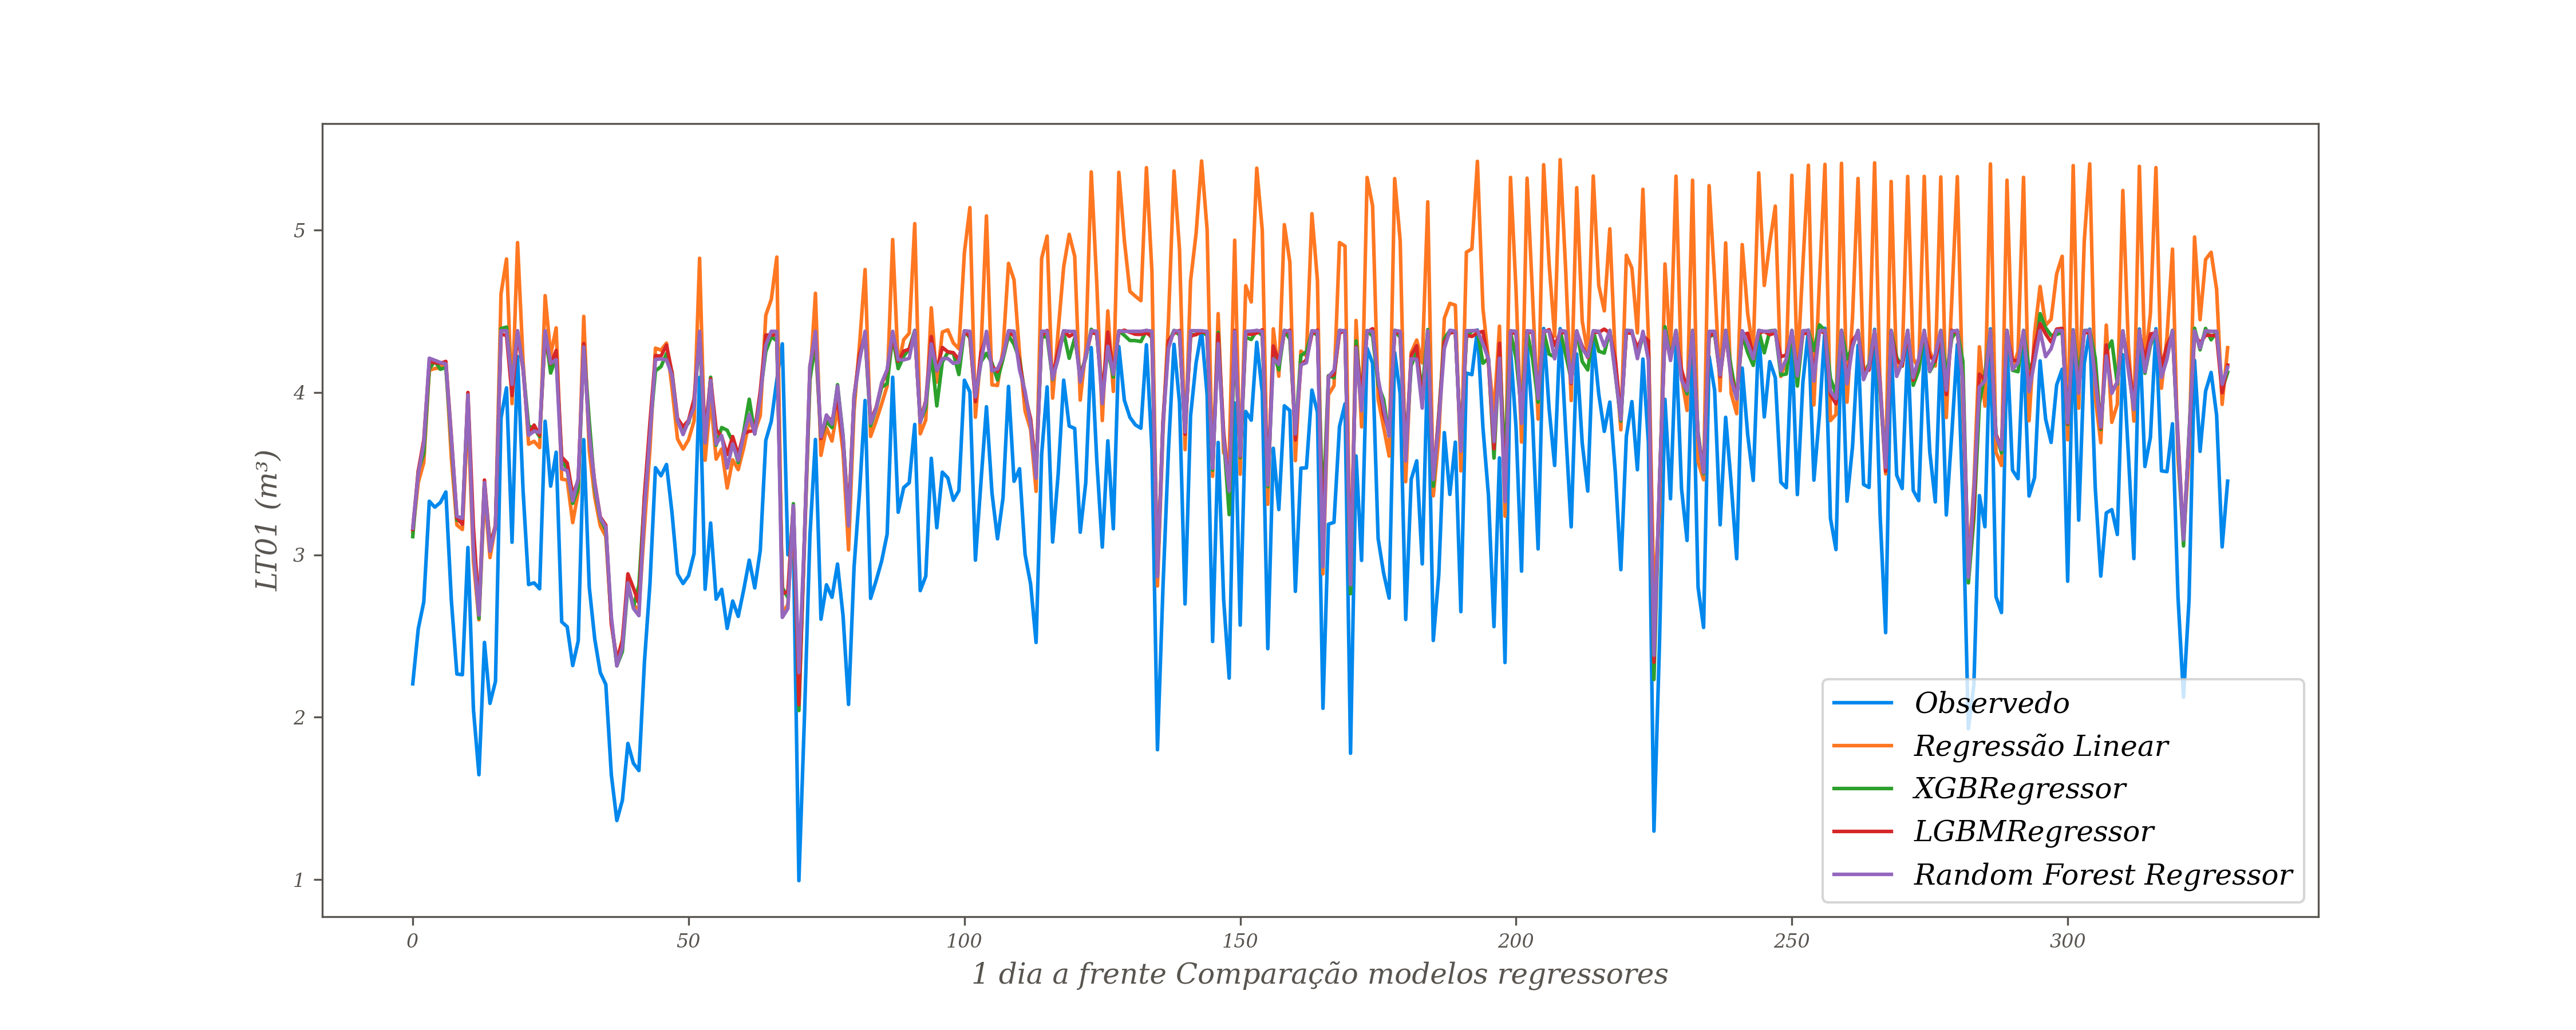 LT01 (m³)
5
4
3
2
1
0 50 100 150 200 250 300
1 dia a frente Comparação modelos regressores
Observedo
Regressão Linear
XGBRegressor
LGBMRegressor
Random Forest Regressor